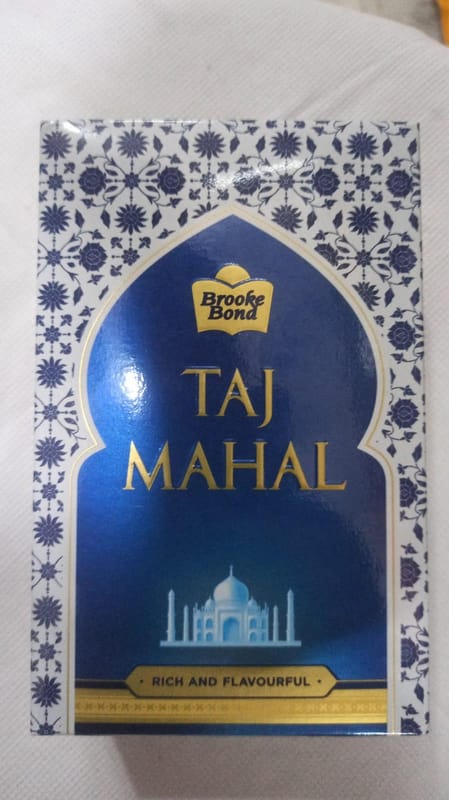 Brooke
Bond
TAJ
MAHAL
· RICH AND FLAVOURFUL ·